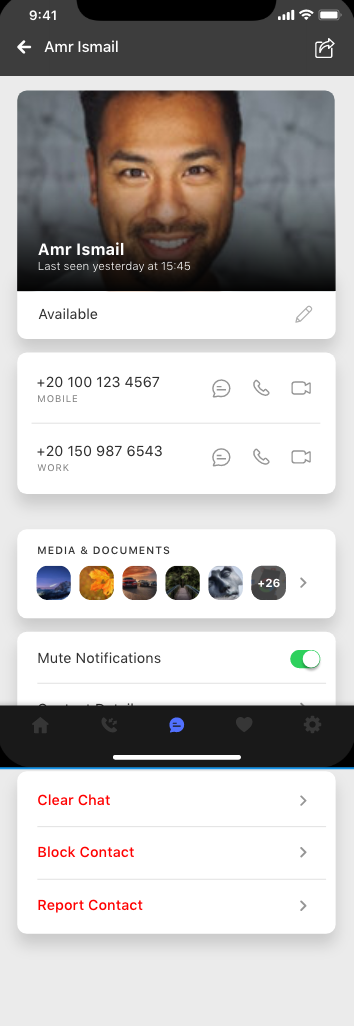 9:41
Amr Ismail
Amr Ismail
Last seen yesterday at 15:45
Available
+20 100 123 4567
MOBILE
+20 150 987 6543
WORK
MEDIA & DOCUMENTS
+26
Mute Notifications
Clear Chat
Block Contact
Report Contact